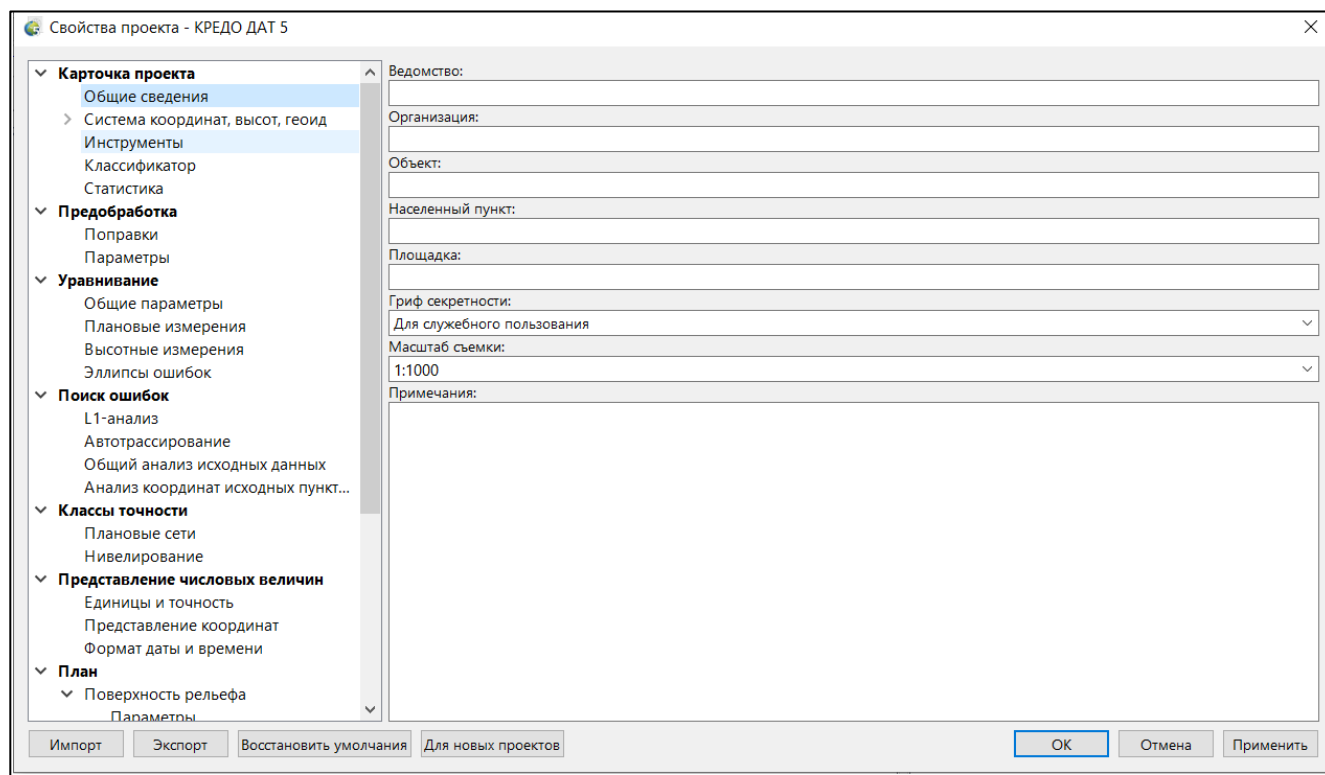 Свойства проекта - КРЕДО ДАТ 5
Карточка проекта
Общие сведения
Система координат, высот, геоид
Инструменты
Классификатор
Статистика
Предобработка
Поправки
Параметры
Уравнивание
Общие параметры
Плановые измерения
Высотные измерения
Эллипсы ошибок
Поиск ошибок
L1-анализ
Автотрассирование
Общий анализ исходных данных
Анализ координат исходных пункт...
Классы точности
Плановые сети
Нивелирование
Представление числовых величин
Единицы и точность
Представление координат
Формат даты и времени
План
Поверхность рельефа
Параметры
Ведомство:
Организация:
Объект:
Населенный пункт:
Площадка:
Гриф секретности:
Для служебного пользования
Масштаб съемки:
1:1000
Примечания:
Импорт Экспорт Восстановить умолчания Для новых проектов ОК Отмена Применить